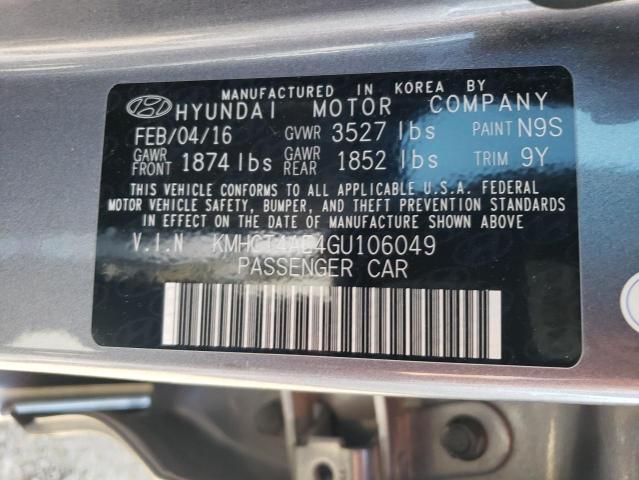 MANUFACTURED IN KOREA BY
HYUNDAI MOTOR COMPANY
FEB/04/16 GVWR 3527 lbs PAINT N9S
GAWR FRONT 1874 lbs GAWR REAR 1852 lbs TRIM 9Y
THIS VEHICLE CONFORMS TO ALL APPLICABLE U.S.A. FEDERAL
MOTOR VEHICLE SAFETY, BUMPER, AND THEFT PREVENTION STANDARDS
IN EFFECT ON THE DATE OF MANUFACTURE SHOWN ABOVE.
V.I.N KMHCT4AE4GU106049
PASSENGER CAR